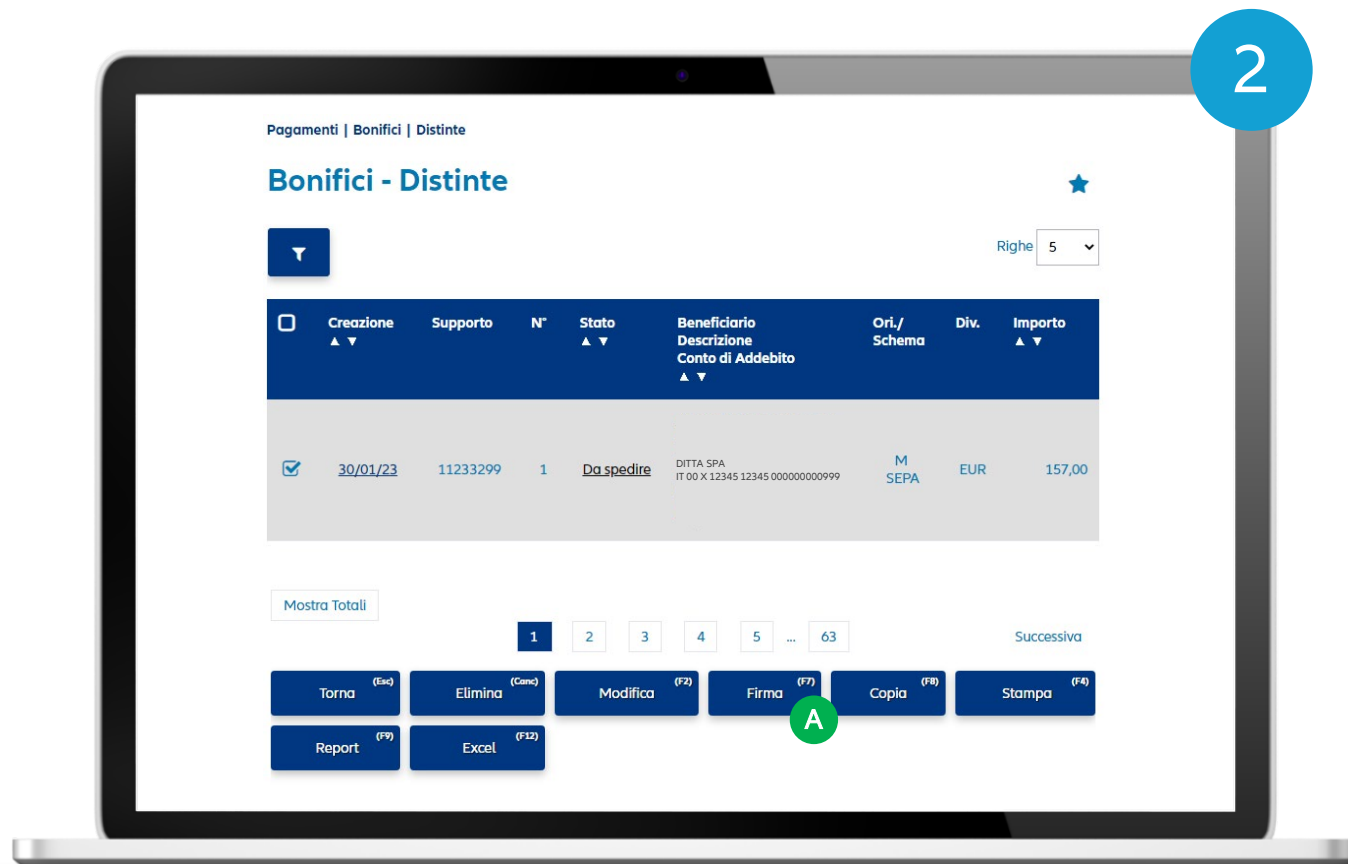 2
Pagamenti | Bonifici | Distinte
Bonifici - Distinte
Righe 5
Creazione Supporto N° Stato Beneficiario Ori./ Div. Importo
▲ ▼ ▲ ▼ Descrizione Schema ▲ ▼
Conto di Addebito
▲ ▼
30/01/23 11233299 1 Da spedire DITTA SPA M EUR 157,00
IT 00 X 12345 12345 000000000999 SEPA
Mostra Totali
1 2 3 4 5 ... 63 Successiva
Torna (Esc) Elimina (Canc) Modifica (F2) Firma (F7) Copia (F8) Stampa (F4)
A
Report (F9) Excel (F12)